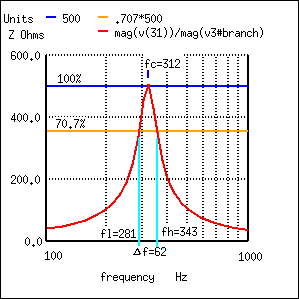 Units 500 .707*500
Z Ohms mag(v(31))/mag(v3#branch)
600.0
fc=312
100%
400.0
70.7%
200.0
fl=281 fh=343
0.0
Δf=62
100 1000
frequency Hz